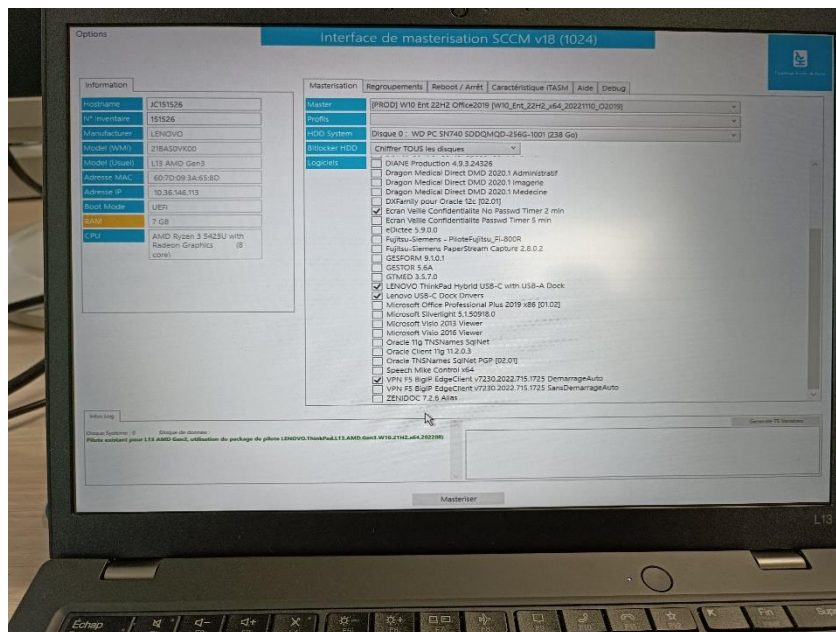 Options
Interface de masterisation SCCM v18 (1024)
Information
Hostname JC151526
N° Inventaire 151526
Manufacturer LENOVO
Model (WMI) 21BAS0VK00
Model (Usuel) L13 AMD Gen3
Adresse MAC 60:7D:09:3A:65:8D
Adresse IP 10.36.146.113
Boot Mode UEFI
RAM 7 GB
CPU AMD Ryzen 3 5425U with
Radeon Graphics (8
core)
Masterisation Regroupements Reboot / Arrêt Caractéristique ITASM Aide Debug
Master [PROD] W10 Ent 22H2 Office2019 [W10_Ent_22H2_x64_20221110_O2019]
Profils
HDD System Disque 0 : WD PC SN740 SDDQMQD-256G-1001 (238 Go)
Bitlocker HDD Chiffrer TOUS les disques
Logiciels
DIANE Production 4.9.3.24326
Dragon Medical Direct DMD 2020.1 Administratif
Dragon Medical Direct DMD 2020.1 Imagerie
Dragon Medical Direct DMD 2020.1 Medecine
DXFamily pour Oracle 12c [02.01]
Ecran Veille Confidentialite No Passwd Timer 2 min
Ecran Veille Confidentialite Passwd Timer 5 min
eDictee 5.9.0.0
Fujitsu-Siemens - PiloteFujitsu_Fi-800R
Fujitsu-Siemens PaperStream Capture 2.8.0.2
GESFORM 9.1.0.1
GESTOR 5.6A
GTMED 3.5.7.0
LENOVO ThinkPad Hybrid USB-C with USB-A Dock
Lenovo USB-C Dock Drivers
Microsoft Office Professional Plus 2019 x86 [01.02]
Microsoft Silverlight 5.1.50918.0
Microsoft Visio 2013 Viewer
Microsoft Visio 2016 Viewer
Oracle 11g TNSNames SqlNet
Oracle Client 11g 11.2.0.3
Oracle TNSNames SqlNet PGP [02.01]
Speech Mike Control x64
VPN F5 BigIP EdgeClient v7230.2022.715.1725 DemarrageAuto
VPN F5 BigIP EdgeClient v7230.2022.715.1725 SansDemarrageAuto
ZENIDOC 7.2.6 Alias
Infos Log
Generate TS Variables
Disque Systeme : 0 Disque de donnee :
Pilote existant pour L13 AMD Gen3, utilisation du package de pilote LENOVO.ThinkPad.L13.AMD.Gen3.W10.21H2.x64.202208)
Masteriser
L13
Échap
Fin
Sup